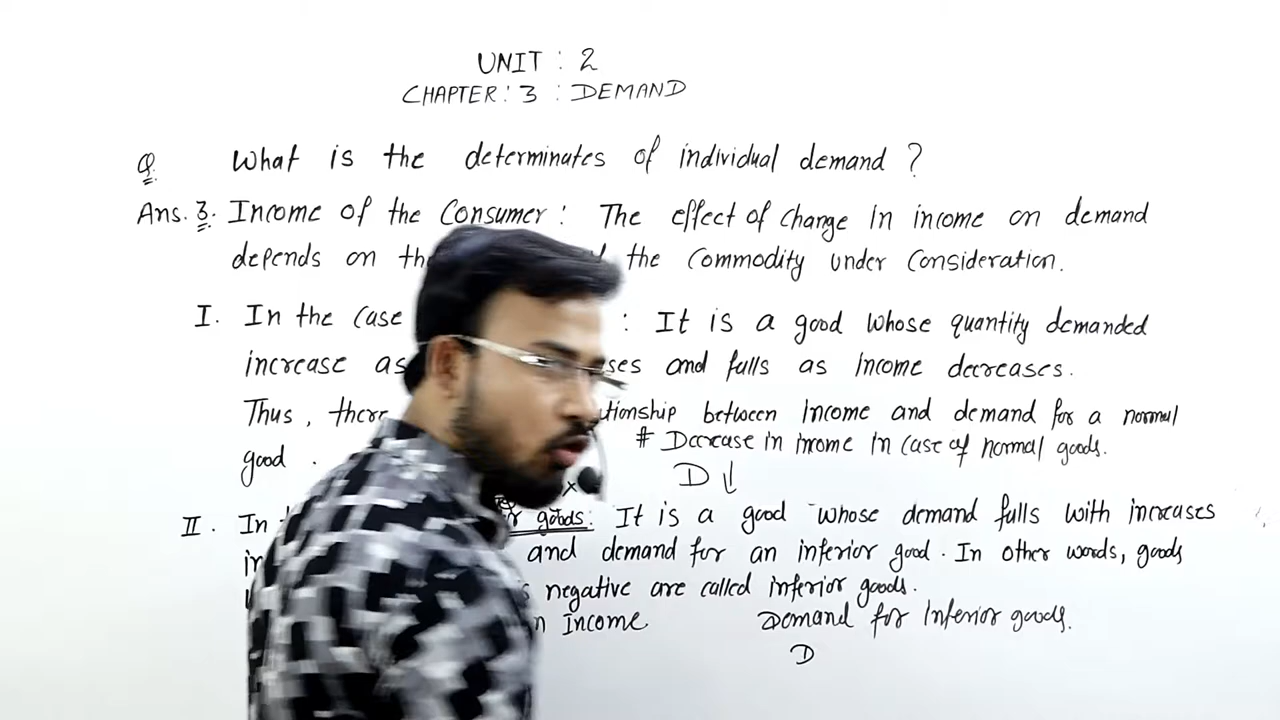 UNIT : 2
CHAPTER : 3 : DEMAND
Q. What is the determinates of individual demand ?
Ans. 3. Income of the Consumer : The effect of change in income on demand
depends on the commodity under consideration.
I. In the case : It is a good whose quantity demanded
increase as and falls as income decreases.
Thus, there between income and demand for a normal
good .
# Decrease in income in case of normal goods.
D ↓
II. In goods: It is a good whose demand falls with increases
and demand for an inferior good. In other words, goods
negative are called inferior goods.
Income Demand for Inferior goods.
D